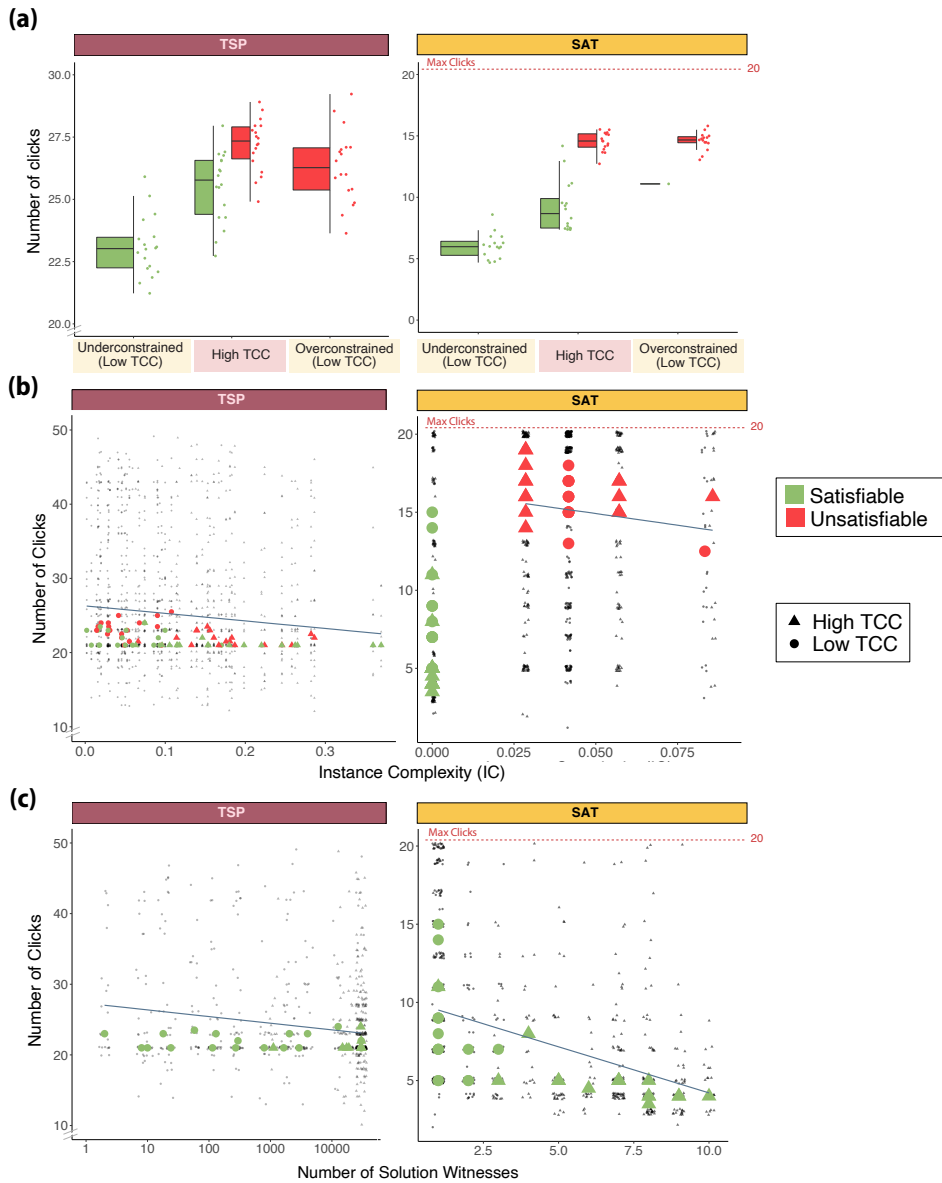 (a)
TSP
SAT
Number of clicks
30.0
27.5
25.0
22.5
20.0
Max Clicks
20
20
15
10
5
0
Underconstrained
(Low TCC)
High TCC
Overconstrained
(Low TCC)
Underconstrained
(Low TCC)
High TCC
Overconstrained
(Low TCC)
(b)
TSP
SAT
Number of Clicks
50
40
30
20
10
Max Clicks
20
20
15
10
5
0.0
0.1
0.2
0.3
0.000
0.025
0.050
0.075
Instance Complexity (IC)
Satisfiable
Unsatisfiable
High TCC
Low TCC
(c)
TSP
SAT
Number of Clicks
50
40
30
20
10
Max Clicks
20
20
15
10
5
1
10
100
1000
10000
2.5
5.0
7.5
10.0
Number of Solution Witnesses